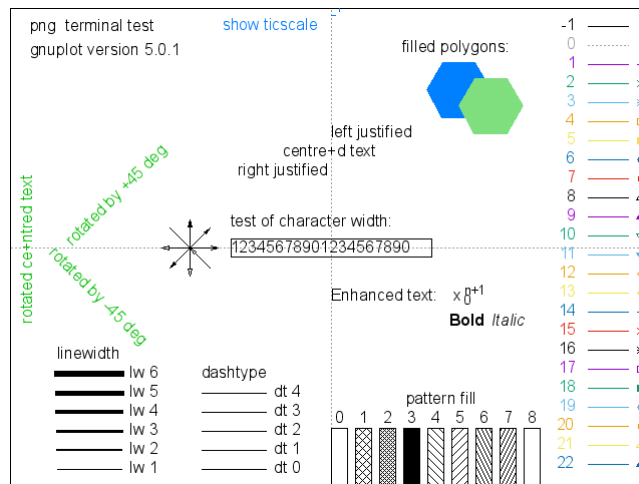 png  terminal test
gnuplot version 5.0.1
show ticscale
filled polygons:
left justified
centre+d text
right justified
rotated ce+ntred text
rotated by +45 deg
rotated by -45 deg
test of character width:
12345678901234567890
Enhanced text:   x n+1 0
Bold Italic
linewidth
lw 6
lw 5
lw 4
lw 3
lw 2
lw 1
dashtype
dt 4
dt 3
dt 2
dt 1
dt 0
pattern fill
0 1 2 3 4 5 6 7 8
-1
0
1
2
3
4
5
6
7
8
9
10
11
12
13
14
15
16
17
18
19
20
21
22